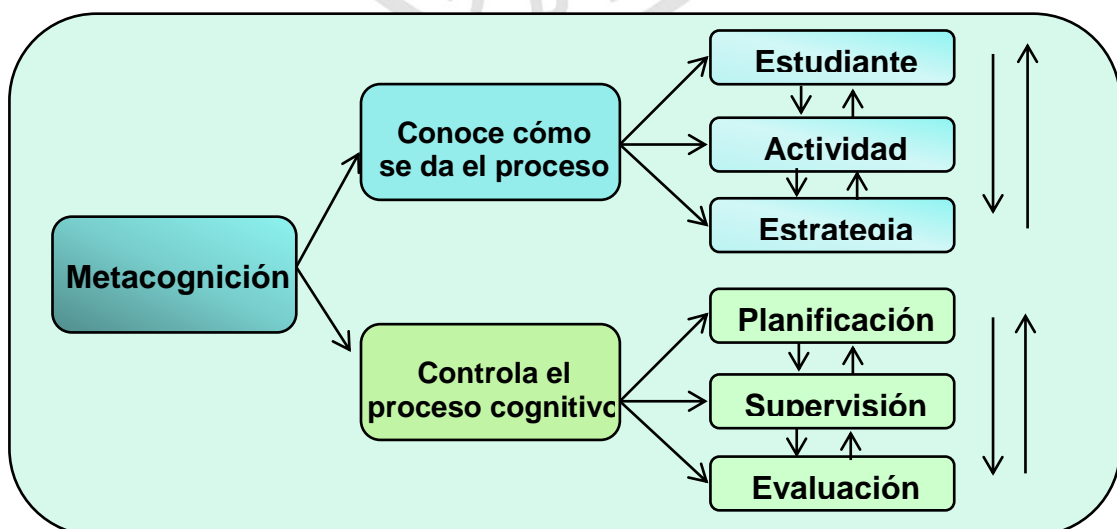 Metacognición
Conoce cómo
se da el proceso
Estudiante
Actividad
Estrategia
Controla el
proceso cognitivo
Planificación
Supervisión
Evaluación